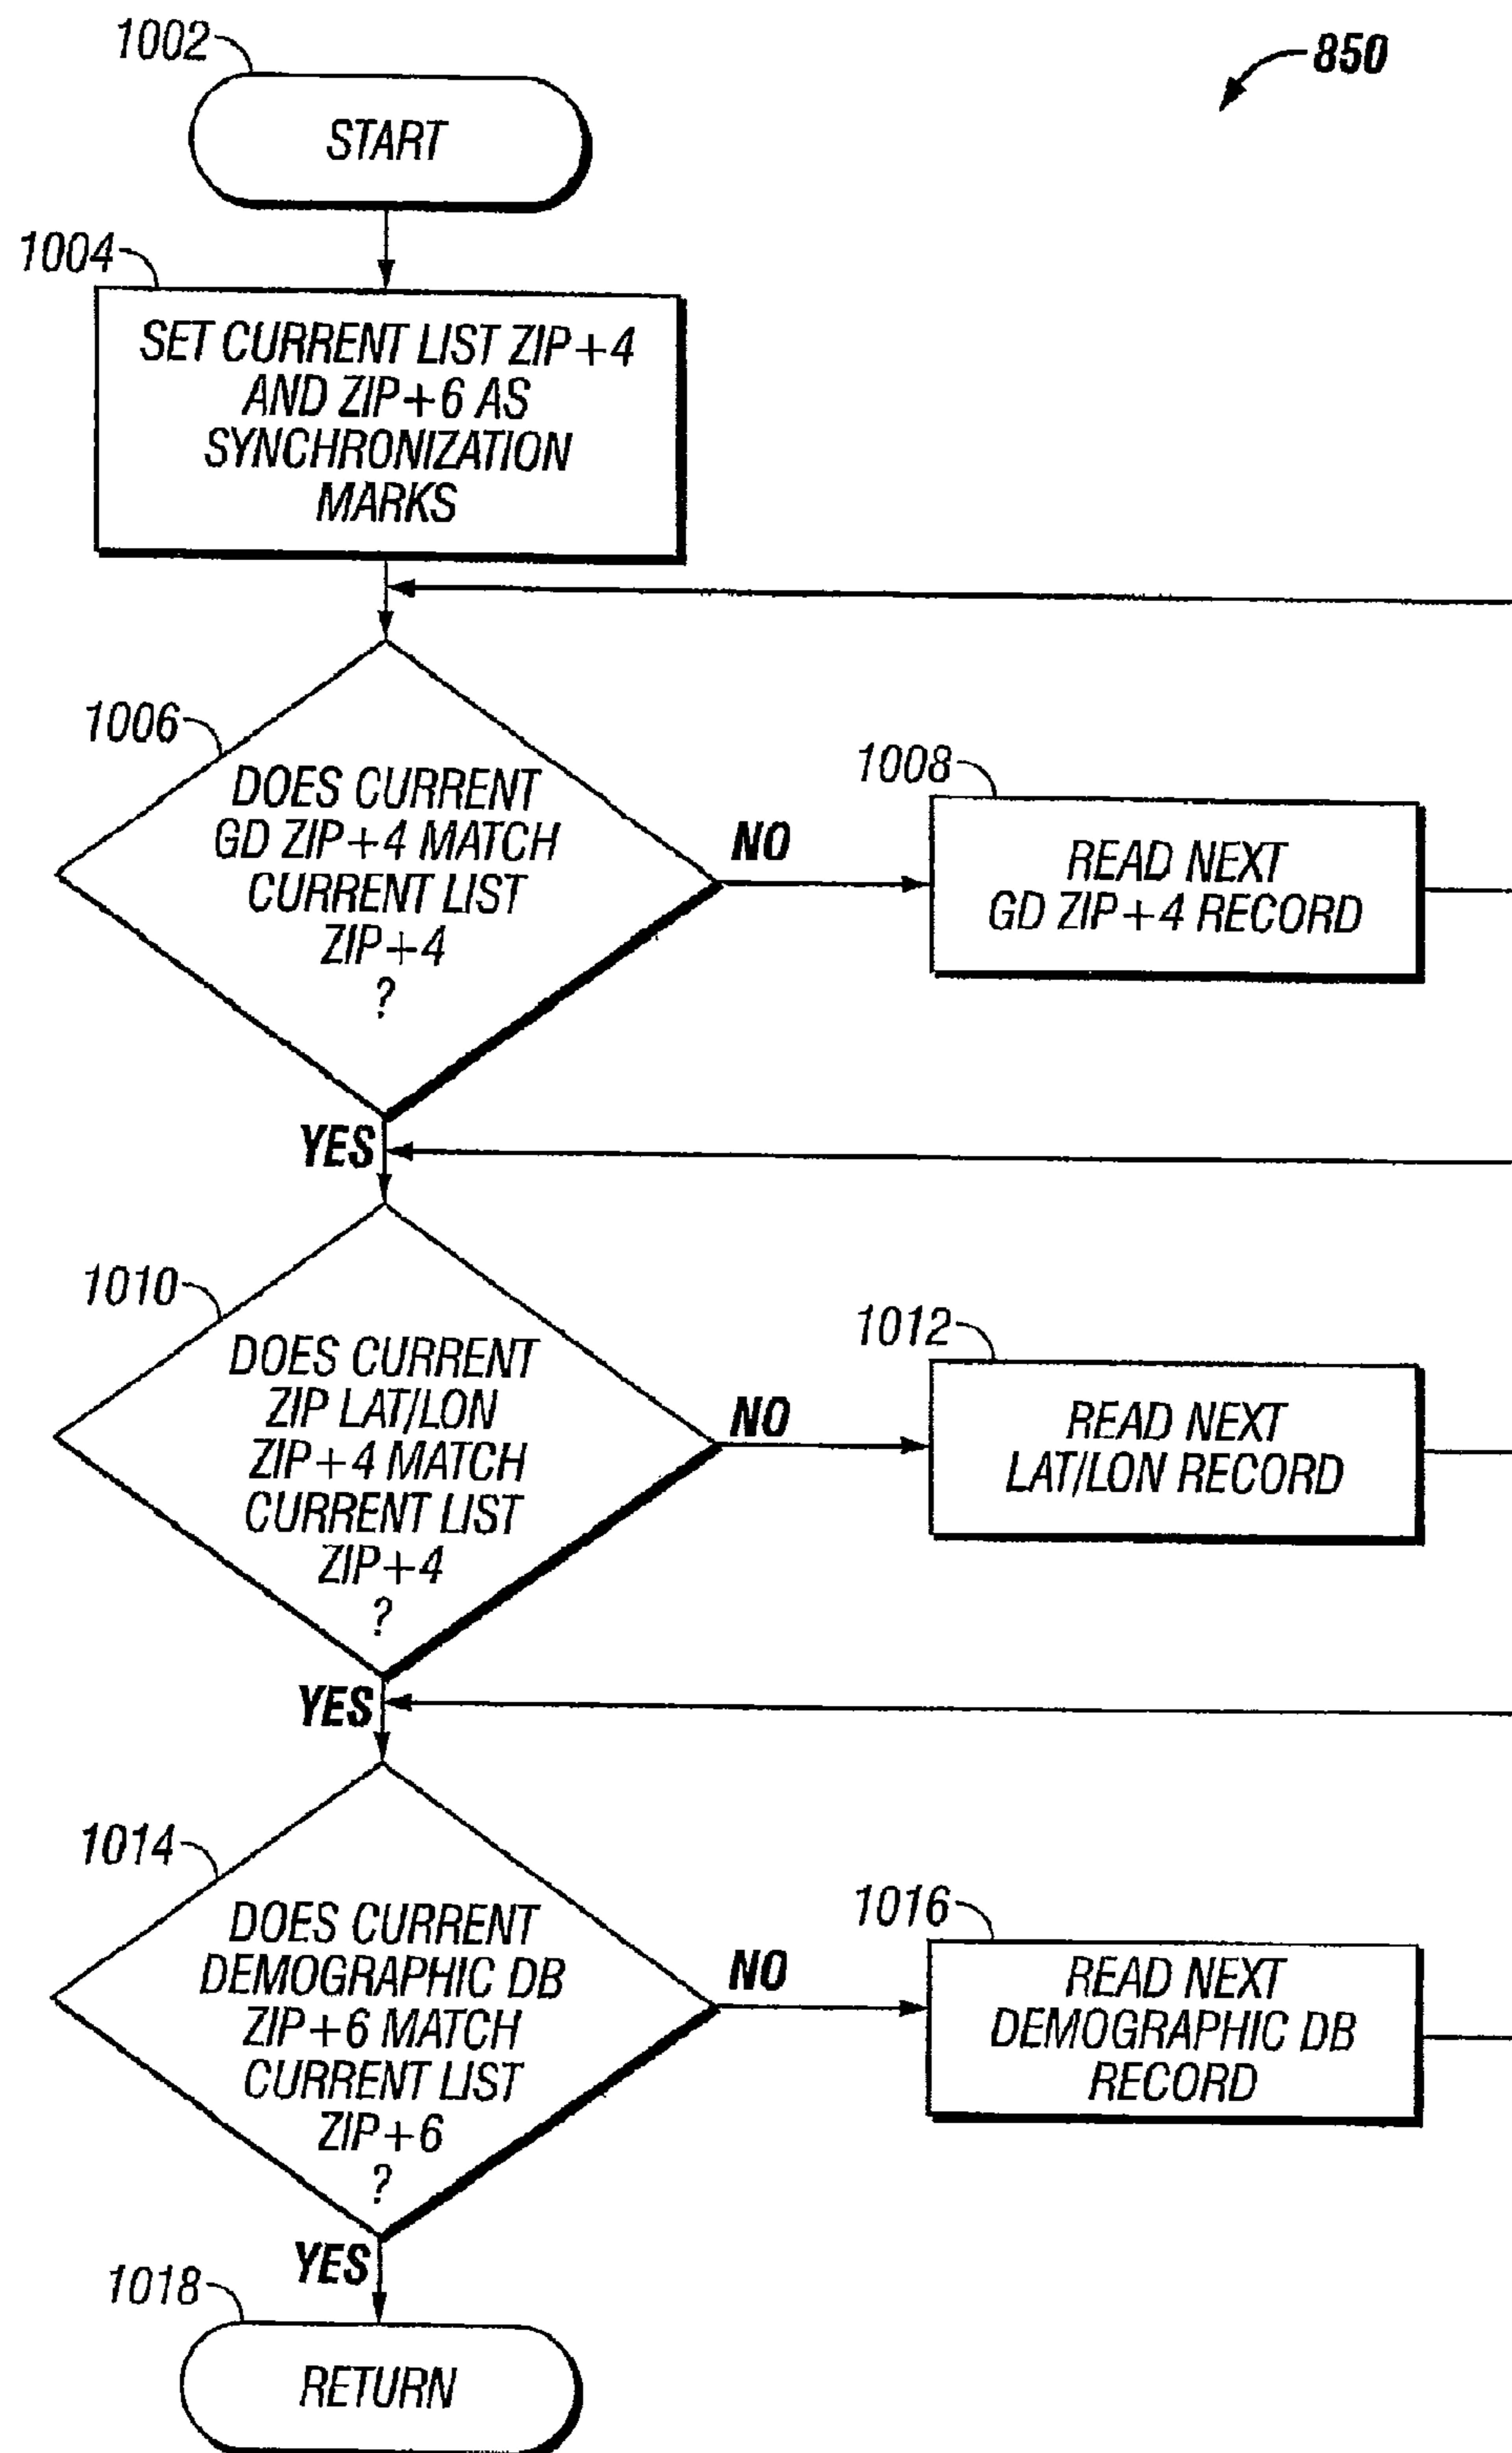 1002
850
START
1004
SET CURRENT LIST ZIP+4
AND ZIP+6 AS
SYNCHRONIZATION
MARKS
1006
DOES CURRENT
GD ZIP+4 MATCH
CURRENT LIST
ZIP+4
?
NO
1008
READ NEXT
GD ZIP+4 RECORD
YES
1010
DOES CURRENT
ZIP LAT/LON
ZIP+4 MATCH
CURRENT LIST
ZIP+4
?
NO
1012
READ NEXT
LAT/LON RECORD
YES
1014
DOES CURRENT
DEMOGRAPHIC DB
ZIP+6 MATCH
CURRENT LIST
ZIP+6
?
NO
1016
READ NEXT
DEMOGRAPHIC DB
RECORD
YES
1018
RETURN